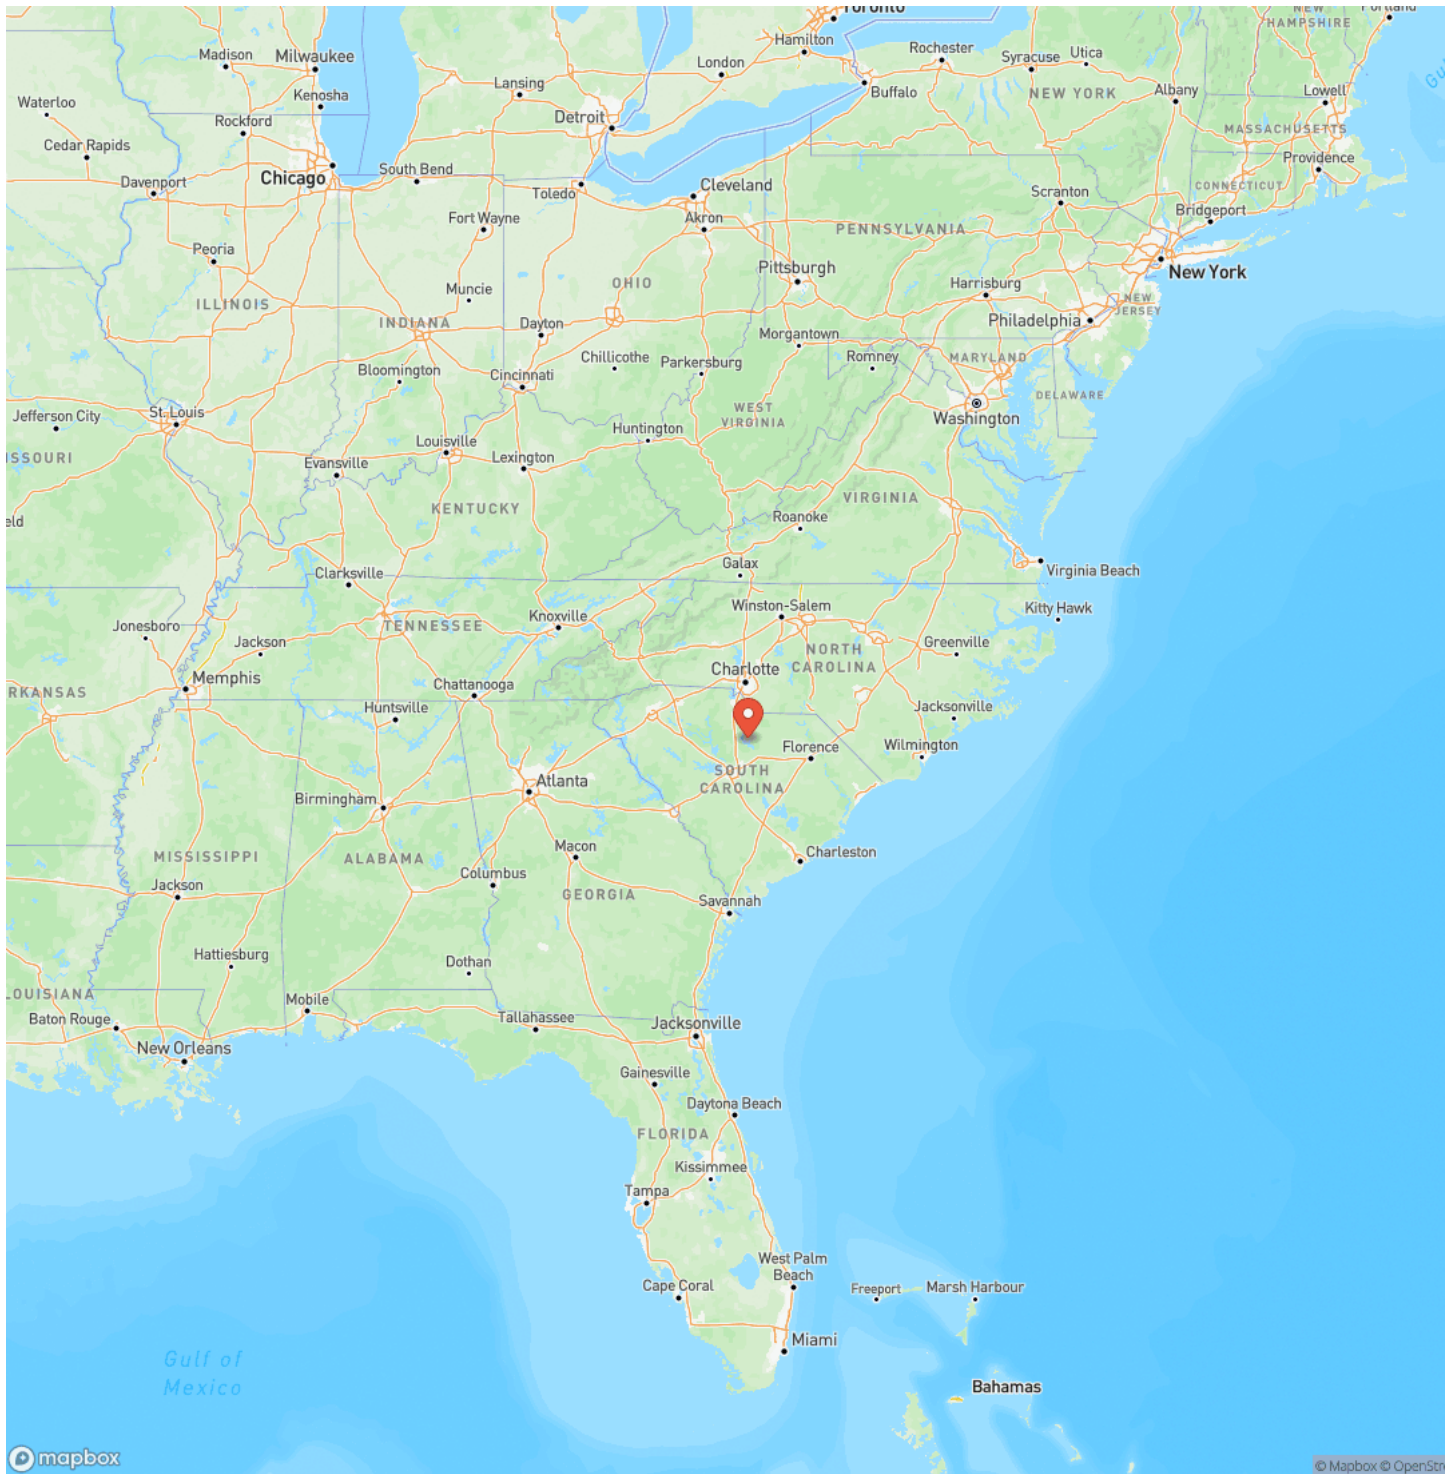 Toronto
Portland
NEW
HAMPSHIRE
Hamilton
Rochester
Syracuse
Utica
Madison
Milwaukee
London
Lansing
Buffalo
NEW YORK
Albany
Lowell
Kenosha
Waterloo
Rockford
Detroit
MASSACHUSETTS
Cedar Rapids
Providence
Chicago
South Bend
Davenport
Toledo
Cleveland
Scranton
CONNECTICUT
Bridgeport
Fort Wayne
Akron
PENNSYLVANIA
Peoria
Pittsburgh
New York
OHIO
Harrisburg
Muncie
ILLINOIS
NEW
JERSEY
INDIANA
Dayton
Philadelphia
Morgantown
Chillicothe
Parkersburg
Romney
MARYLAND
Bloomington
Cincinnati
DELAWARE
WEST
VIRGINIA
Jefferson City
St. Louis
Washington
Huntington
Louisville
ISSOURI
Evansville
Lexington
VIRGINIA
KENTUCKY
eld
Roanoke
Galax
Virginia Beach
Clarksville
Winston-Salem
Kitty Hawk
Knoxville
Jonesboro
TENNESSEE
Jackson
Greenville
NORTH
CAROLINA
Charlotte
Memphis
Chattanooga
RKANSAS
Huntsville
Jacksonville
Florence
Wilmington
SOUTH
CAROLINA
Atlanta
Birmingham
Macon
Charleston
MISSISSIPPI
ALABAMA
Columbus
Jackson
GEORGIA
Savannah
Hattiesburg
Dothan
LOUISIANA
Mobile
Baton Rouge
Tallahassee
Jacksonville
New Orleans
Gainesville
Daytona Beach
FLORIDA
Kissimmee
Tampa
West Palm
Beach
Cape Coral
Freeport
Marsh Harbour
Miami
Gulf of
Mexico
Bahamas
mapbox
© Mapbox © OpenStre